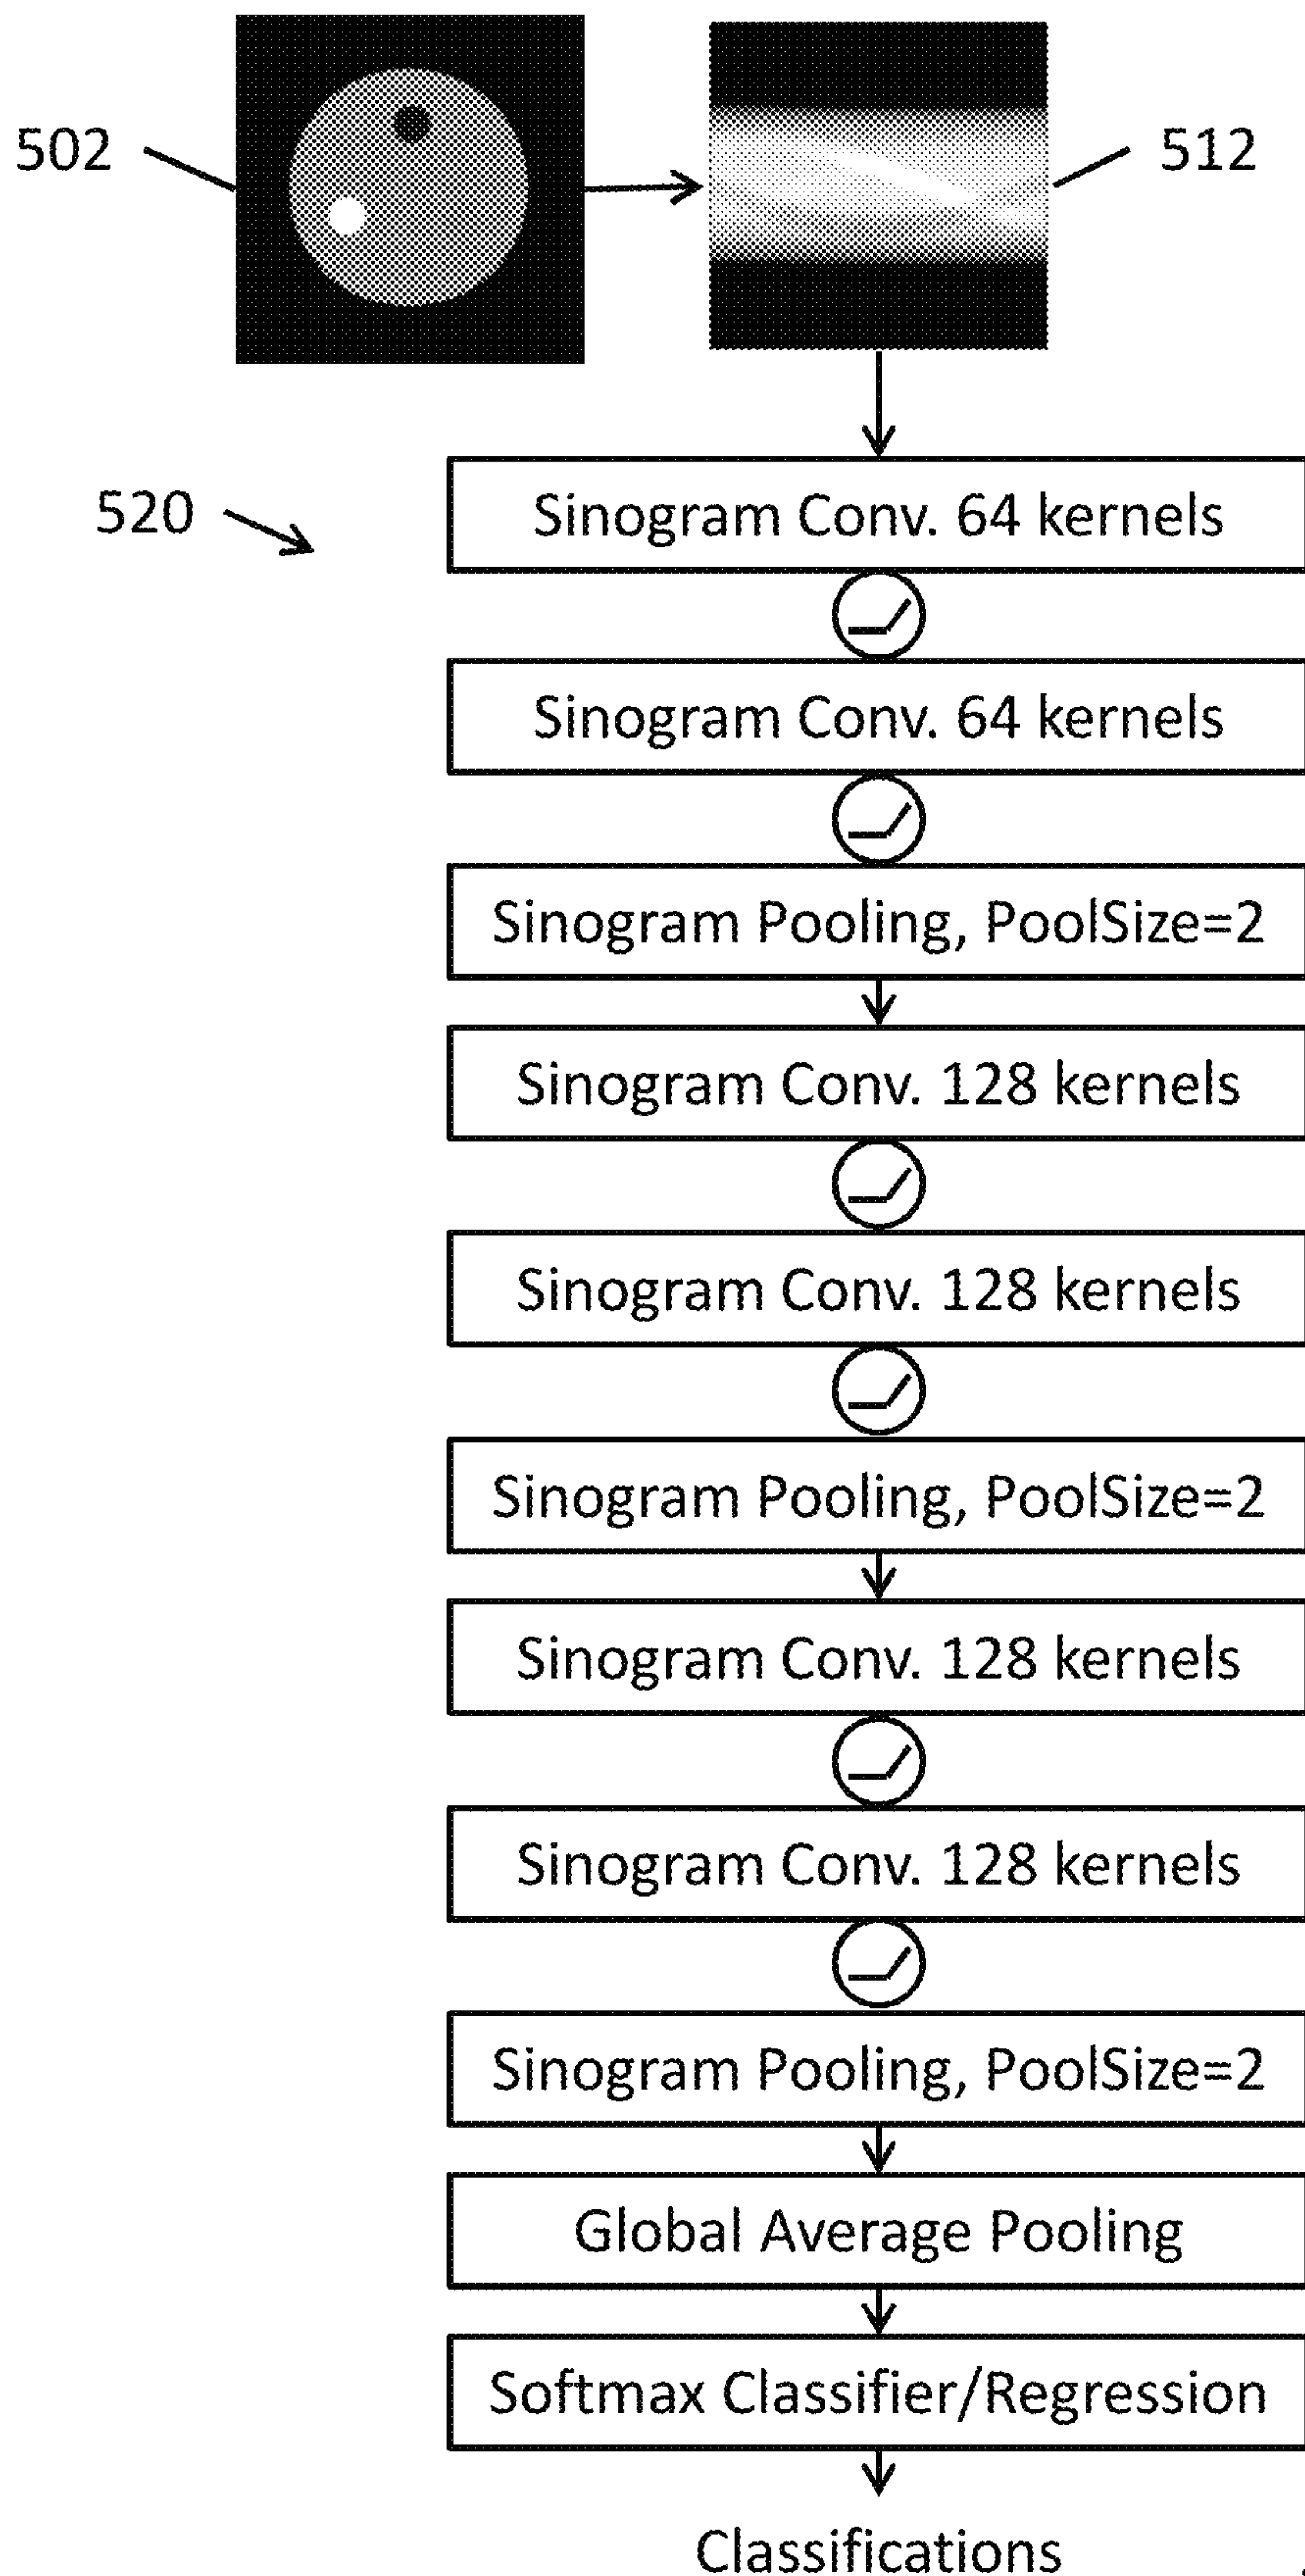 502
512
520
Sinogram Conv. 64 kernels
Sinogram Conv. 64 kernels
Sinogram Pooling, PoolSize=2
Sinogram Conv. 128 kernels
Sinogram Conv. 128 kernels
Sinogram Pooling, PoolSize=2
Sinogram Conv. 128 kernels
Sinogram Conv. 128 kernels
Sinogram Pooling, PoolSize=2
Global Average Pooling
Softmax Classifier/Regression
Classifications